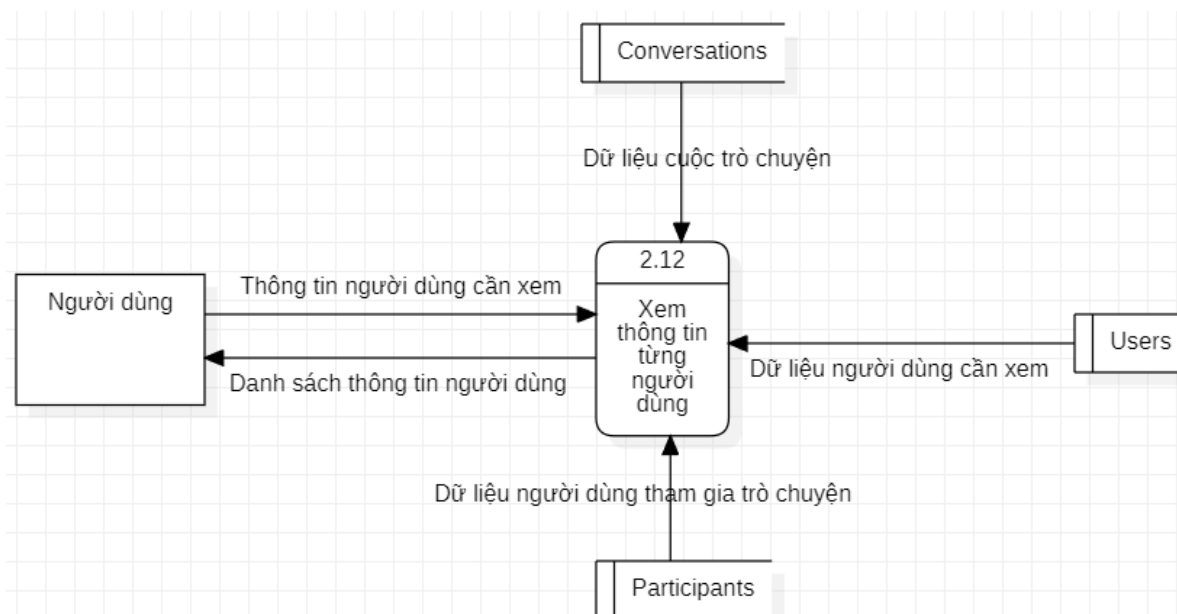 Conversations
Dữ liệu cuộc trò chuyện
2.12
Người dùng
Thông tin người dùng cần xem
Xem
thông tin
từng
người
dùng
Users
Dữ liệu người dùng cần xem
Danh sách thông tin người dùng
Dữ liệu người dùng tham gia trò chuyện
Participants